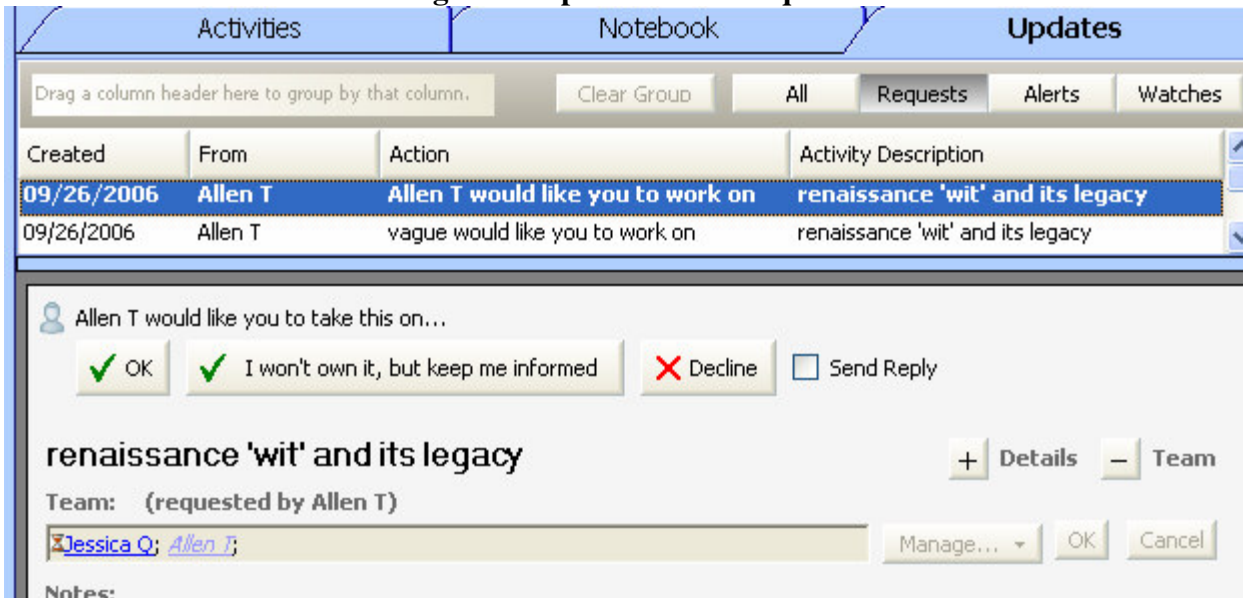 Activities Notebook Updates
Drag a column header here to group by that column. Clear Group All Requests Alerts Watches
Created From Action Activity Description
09/26/2006 Allen T Allen T would like you to work on renaissance 'wit' and its legacy
09/26/2006 Allen T vague would like you to work on renaissance 'wit' and its legacy
Allen T would like you to take this on...
OK I won't own it, but keep me informed Decline Send Reply
renaissance 'wit' and its legacy + Details − Team
Team: (requested by Allen T)
Jessica Q; Allen T; Manage... OK Cancel
Notes: